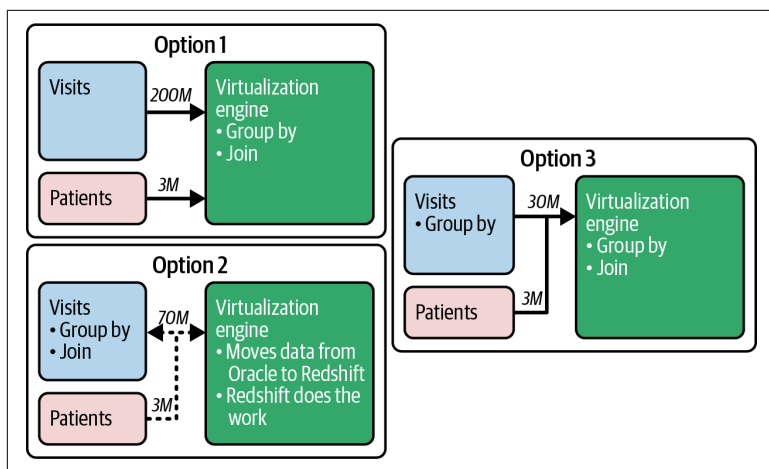 Option 1
Visits
200M
Virtualization
engine
• Group by
• Join
Patients
3M
Option 2
Visits
• Group by
• Join
70M
Virtualization
engine
• Moves data from
Oracle to Redshift
• Redshift does the
work
Patients
3M
Option 3
Visits
• Group by
30M
Virtualization
engine
• Group by
• Join
Patients
3M